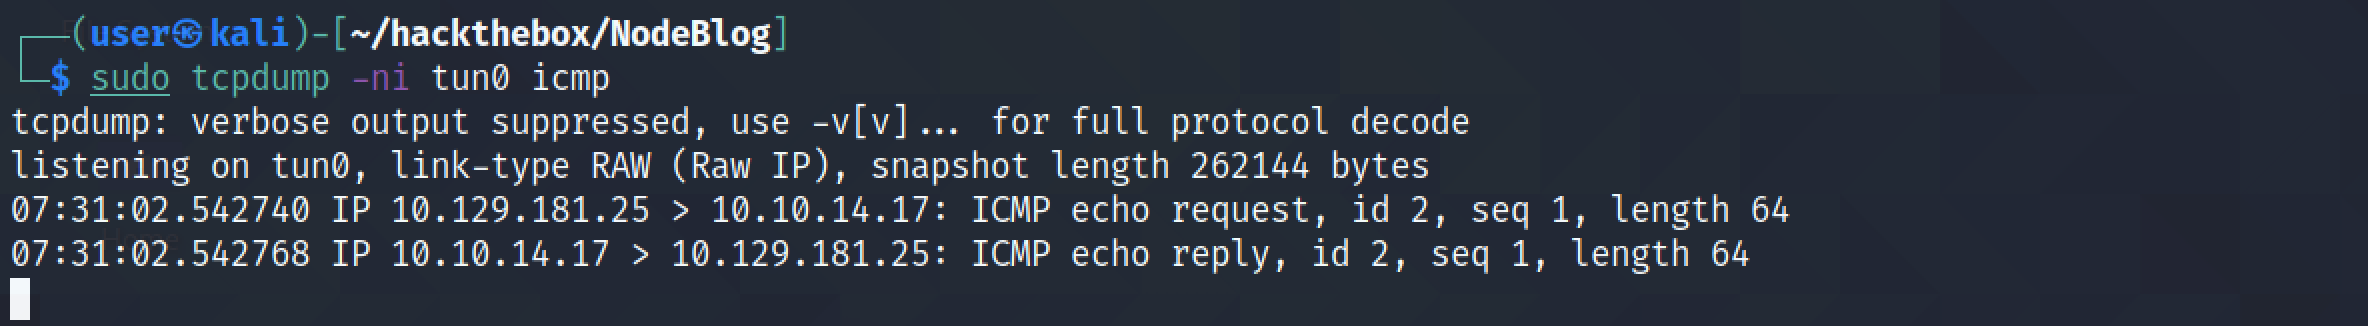 ┌──(user㉿kali)-[~/hackthebox/NodeBlog]
└─$ sudo tcpdump -ni tun0 icmp
tcpdump: verbose output suppressed, use -v[v]... for full protocol decode
listening on tun0, link-type RAW (Raw IP), snapshot length 262144 bytes
07:31:02.542740 IP 10.129.181.25 > 10.10.14.17: ICMP echo request, id 2, seq 1, length 64
07:31:02.542768 IP 10.10.14.17 > 10.129.181.25: ICMP echo reply, id 2, seq 1, length 64